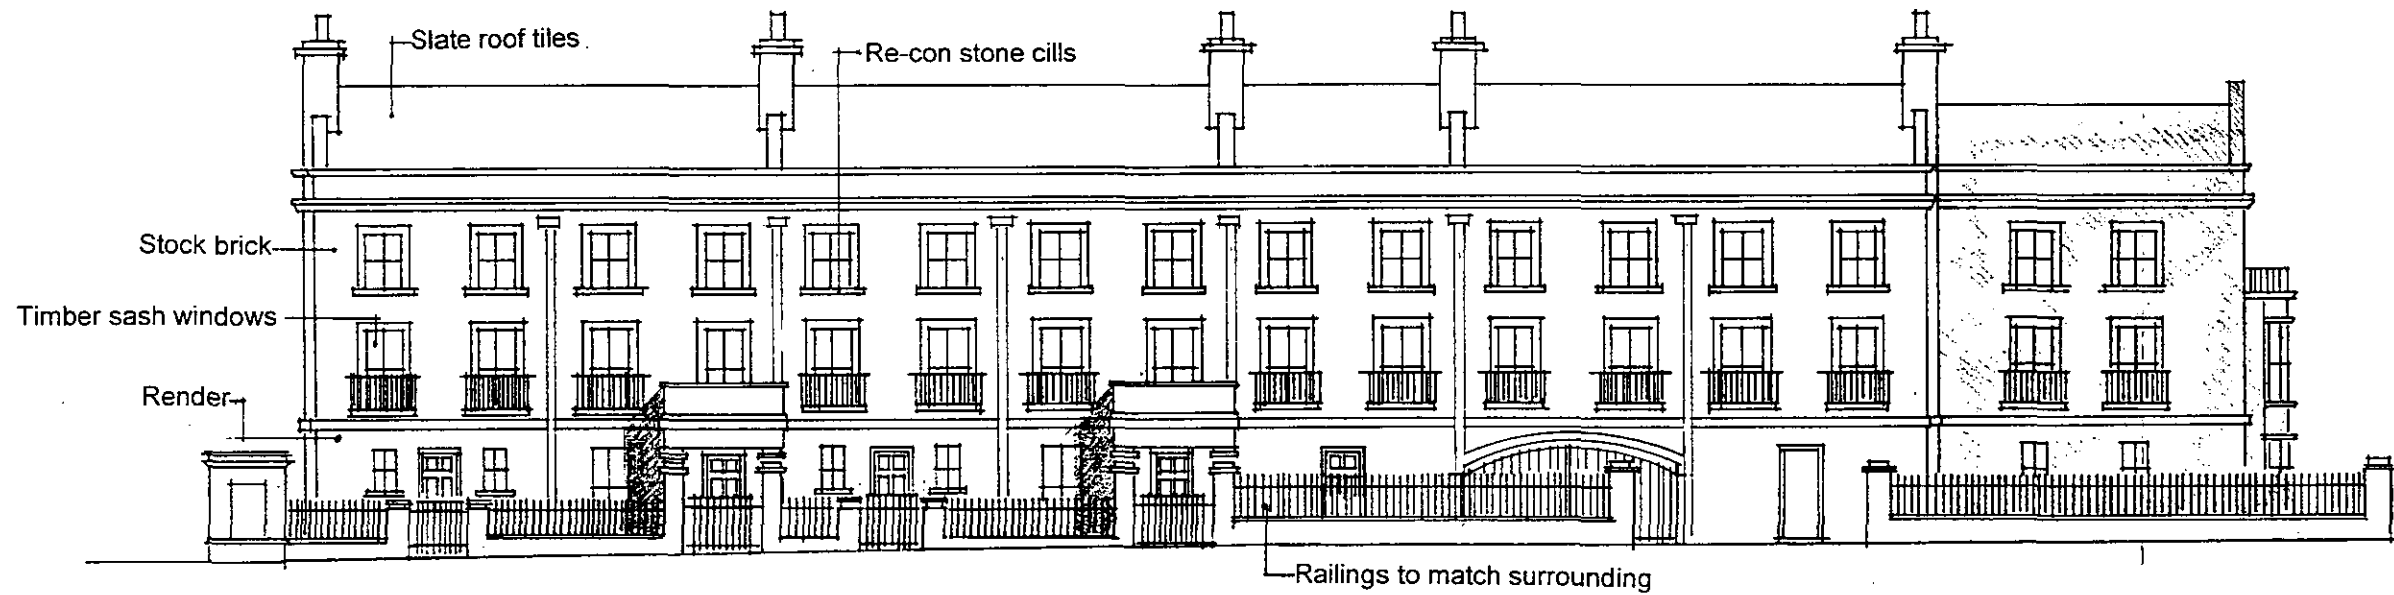 Slate roof tiles
Re-con stone cills
Stock brick
Timber sash windows
Render
Railings to match surrounding